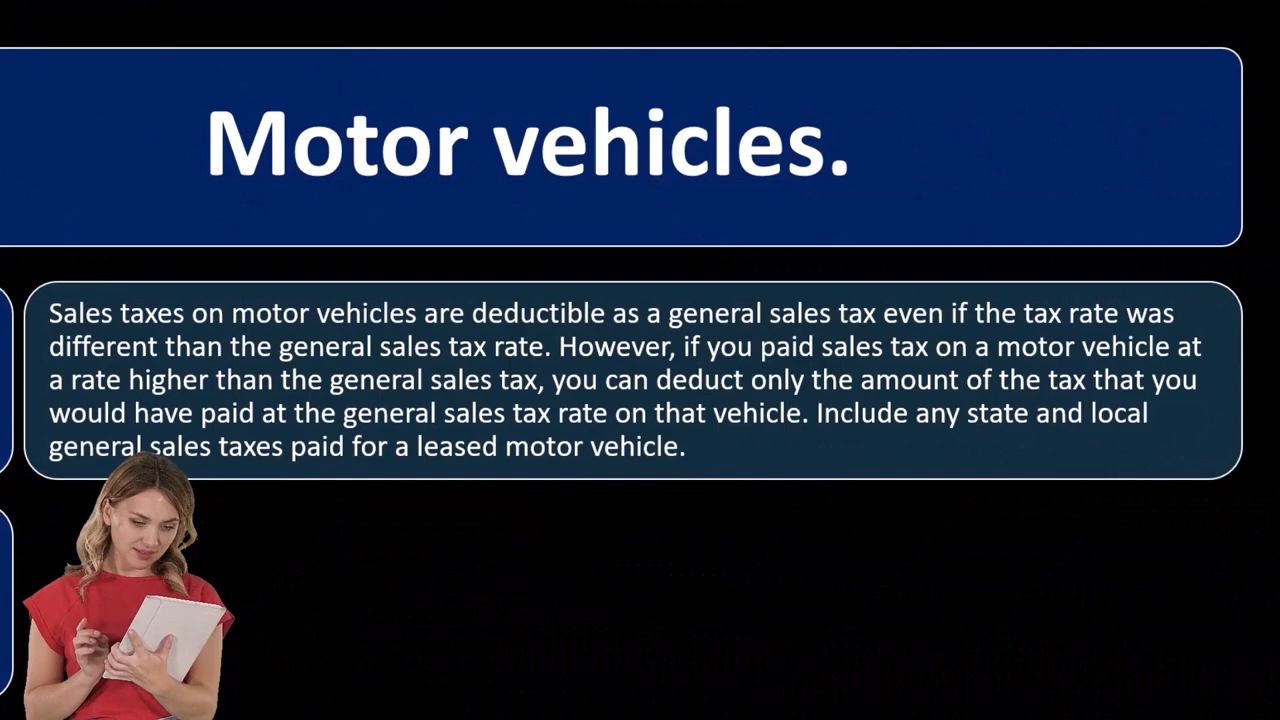 Motor vehicles.
Sales taxes on motor vehicles are deductible as a general sales tax even if the tax rate was
different than the general sales tax rate. However, if you paid sales tax on a motor vehicle at
a rate higher than the general sales tax, you can deduct only the amount of the tax that you
would have paid at the general sales tax rate on that vehicle. Include any state and local
general sales taxes paid for a leased motor vehicle.